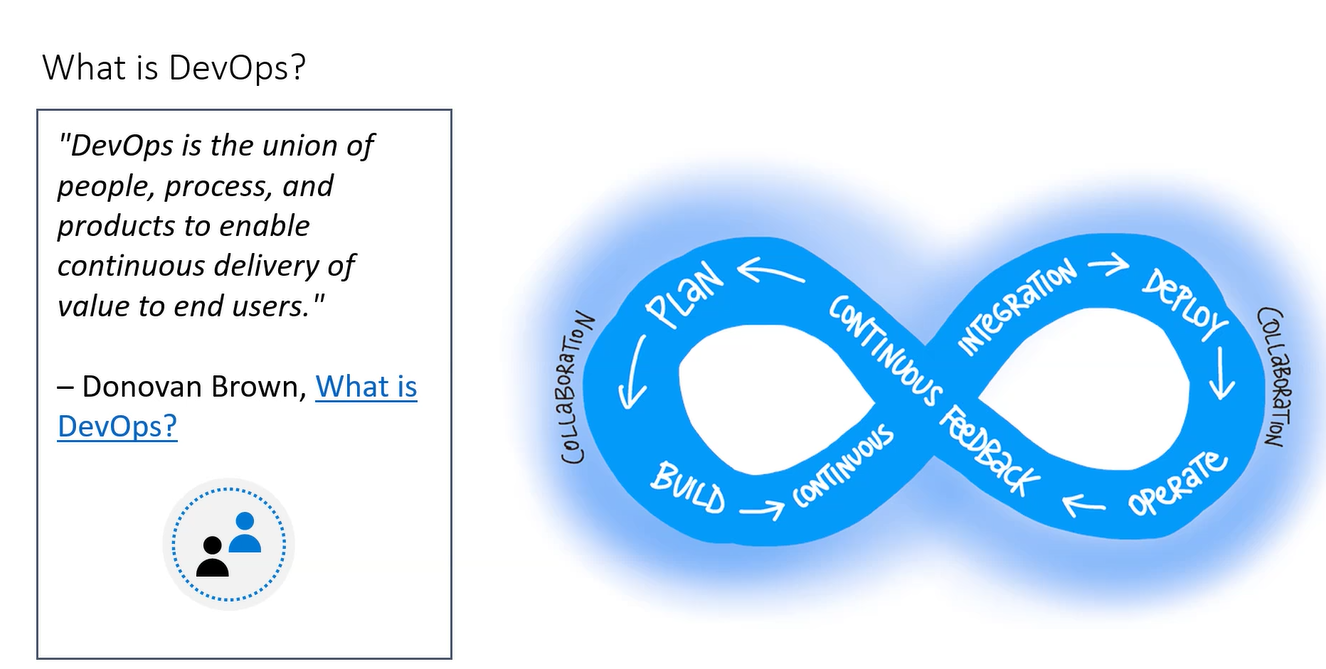 What is DevOps?
"DevOps is the union of
people, process, and
products to enable
continuous delivery of
value to end users."
– Donovan Brown, What is
DevOps?
COLLABORATION
PLAN
BUILD
CONTINUOUS
INTEGRATION
DEPLOY
OPERATE
CONTINUOUS FEEDBACK
COLLABORATION